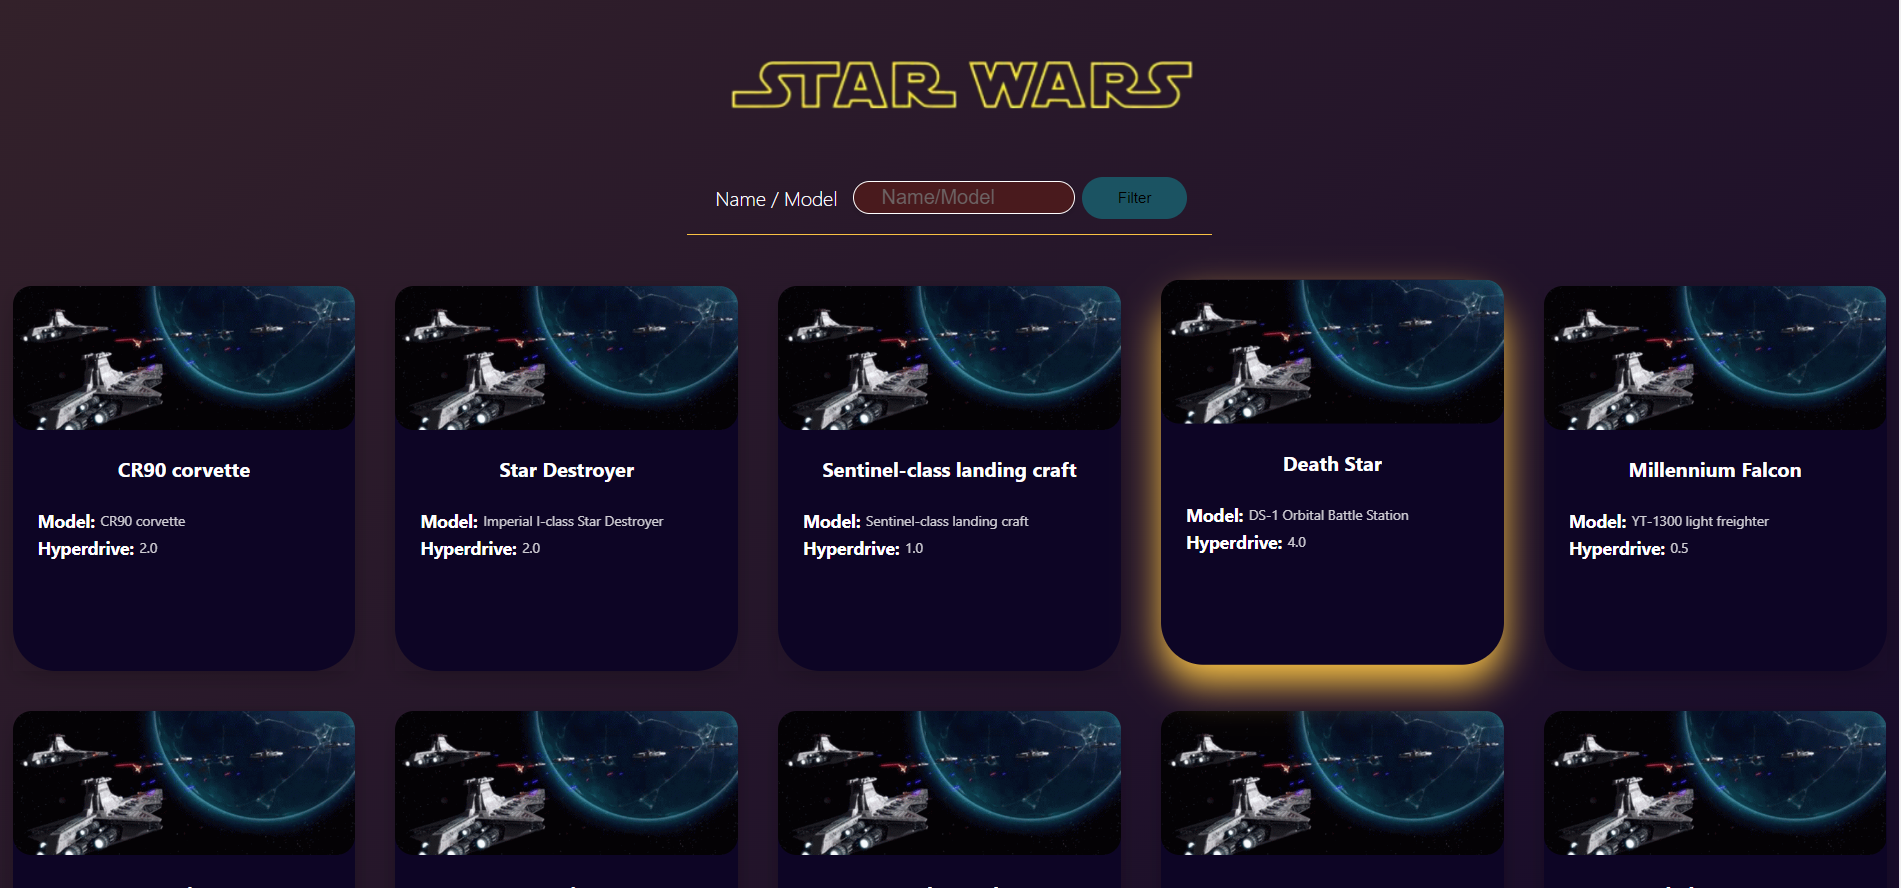 STAR WARS
Name / Model Name/Model Filter
CR90 corvette
Model: CR90 corvette
Hyperdrive: 2.0
Star Destroyer
Model: Imperial I-class Star Destroyer
Hyperdrive: 2.0
Sentinel-class landing craft
Model: Sentinel-class landing craft
Hyperdrive: 1.0
Death Star
Model: DS-1 Orbital Battle Station
Hyperdrive: 4.0
Millennium Falcon
Model: YT-1300 light freighter
Hyperdrive: 0.5